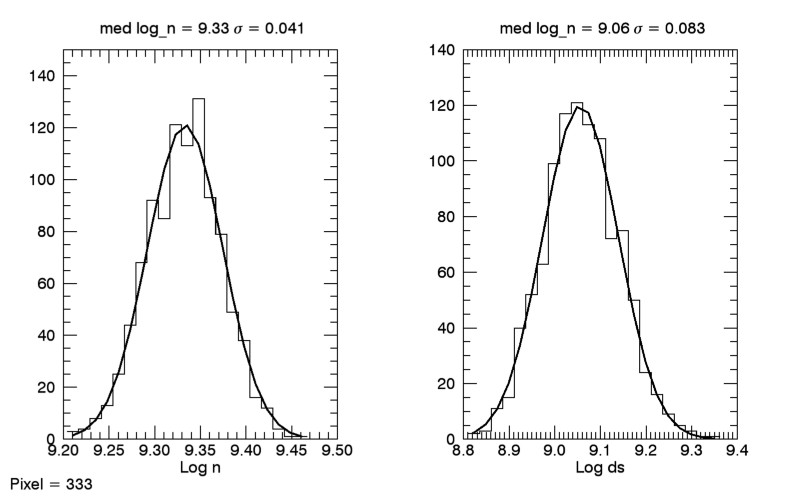 med log_n = 9.33 σ = 0.041
140
120
100
80
60
40
20
0
9.20 9.25 9.30 9.35 9.40 9.45 9.50
Log n
med log_n = 9.06 σ = 0.083
140
120
100
80
60
40
20
0
8.8 8.9 9.0 9.1 9.2 9.3 9.4
Log ds
Pixel = 333